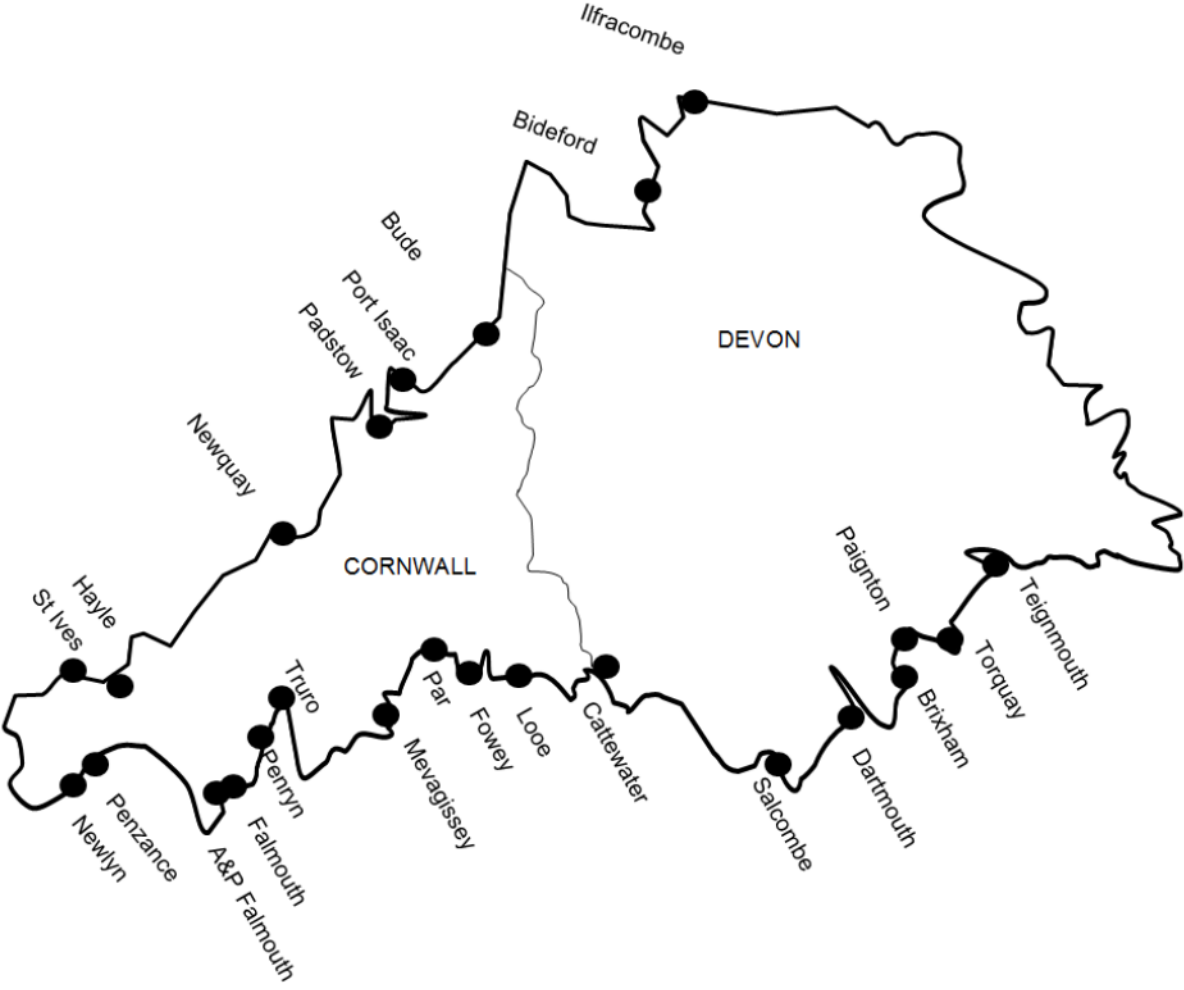 Ilfracombe
Bideford
Bude
Port Isaac
Padstow
DEVON
Newquay
CORNWALL
Paignton
Hayle
St Ives
Teignmouth
Torquay
Truro
Par
Fowey
Looe
Cattewater
Brixham
Mevagissey
Penryn
Dartmouth
Salcombe
Penzance
Newlyn
Falmouth
A&P Falmouth